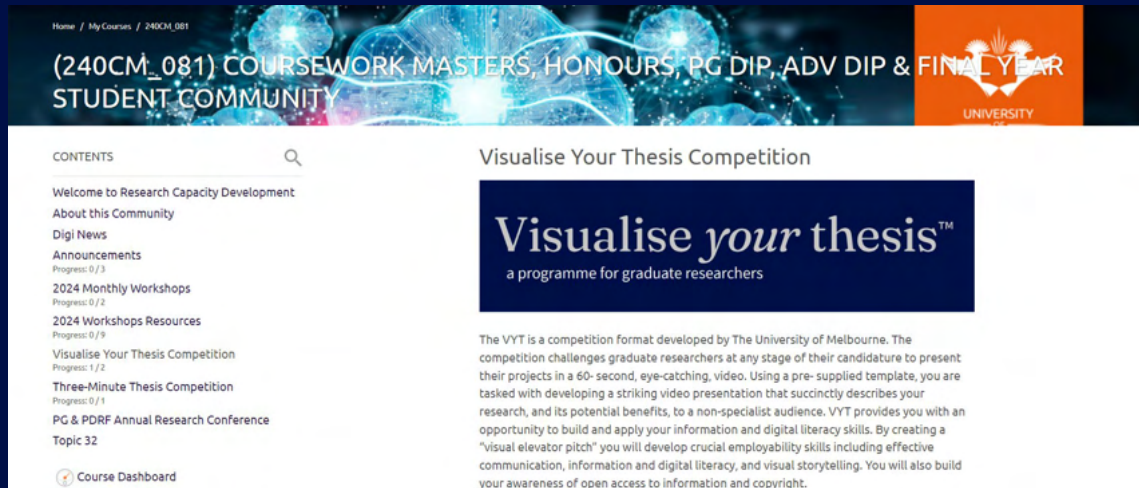 Home / My Courses / 240CM_081
(240CM_081) COURSEWORK MASTERS, HONOURS, PG DIP, ADV DIP & FINAL YEAR
STUDENT COMMUNITY
UNIVERSITY
OF
CONTENTS
Welcome to Research Capacity Development
About this Community
Digi News
Announcements
Progress: 0 / 3
2024 Monthly Workshops
Progress: 0 / 2
2024 Workshops Resources
Progress: 0 / 9
Visualise Your Thesis Competition
Progress: 1 / 2
Three-Minute Thesis Competition
Progress: 0 / 1
PG & PDRF Annual Research Conference
Topic 32
Course Dashboard
Visualise Your Thesis Competition
Visualise your thesis™
a programme for graduate researchers
The VYT is a competition format developed by The University of Melbourne. The
competition challenges graduate researchers at any stage of their candidature to present
their projects in a 60- second, eye-catching, video. Using a pre- supplied template, you are
tasked with developing a striking video presentation that succinctly describes your
research, and its potential benefits, to a non-specialist audience. VYT provides you with an
opportunity to build and apply your information and digital literacy skills. By creating a
"visual elevator pitch" you will develop crucial employability skills including effective
communication, information and digital literacy, and visual storytelling. You will also build
your awareness of open access to information and copyright.